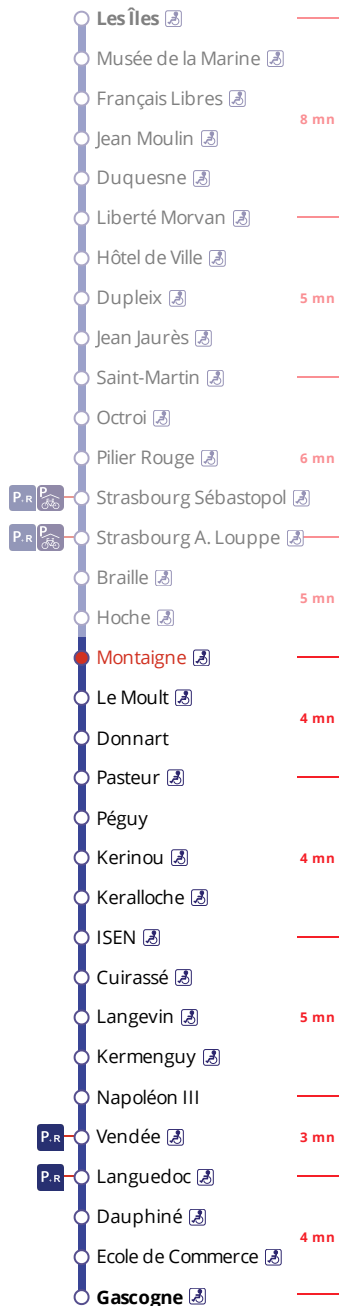 Les Îles
Musée de la Marine
Français Libres
8 mn
Jean Moulin
Duquesne
Liberté Morvan
Hôtel de Ville
Dupleix
5 mn
Jean Jaurès
Saint-Martin
Octroi
Pilier Rouge
6 mn
P+R P Strasbourg Sébastopol
P+R P Strasbourg A. Louppe
Braille
5 mn
Hoche
Montaigne
Le Moult
4 mn
Donnart
Pasteur
Péguy
Kerinou
4 mn
Keralloche
ISEN
Cuirassé
Langevin
5 mn
Kermenguy
Napoléon III
P+R Vendée
3 mn
P+R Languedoc
Dauphiné
4 mn
Ecole de Commerce
Gascogne